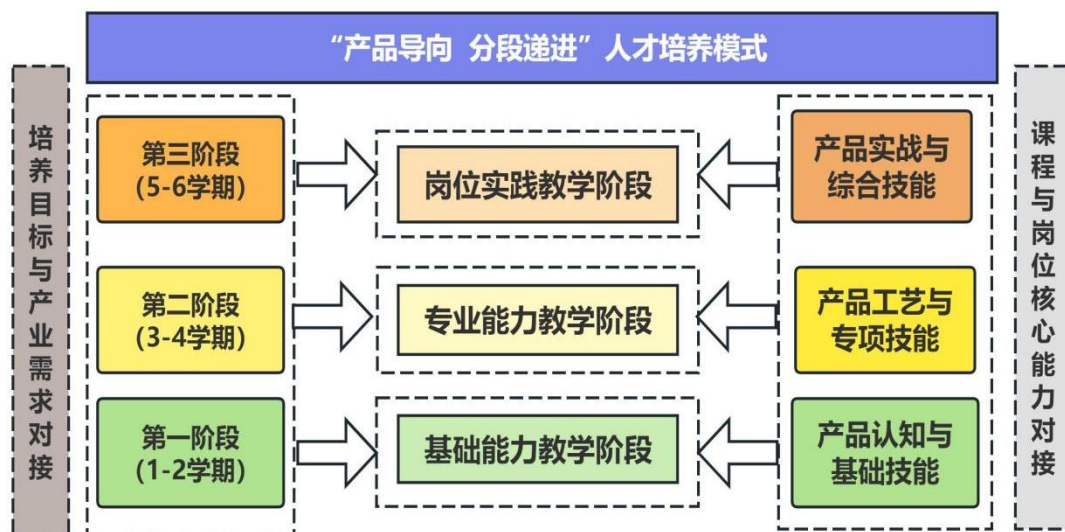 “产品导向 分段递进”人才培养模式
培养目标与产业需求对接
第三阶段
(5-6学期)
岗位实践教学阶段
产品实战与
综合技能
第二阶段
(3-4学期)
专业能力教学阶段
产品工艺与
专项技能
第一阶段
(1-2学期)
基础能力教学阶段
产品认知与
基础技能
课程与岗位核心能力对接